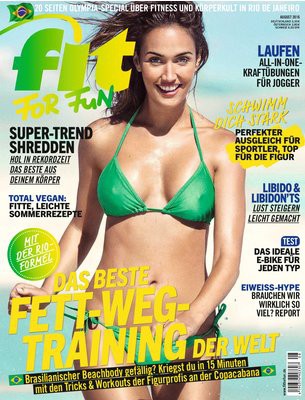 20 SEITEN OLYMPIA-SPECIAL ÜBER FITNESS UND KÖRPERKULT IN RIO DE JANEIRO
AUGUST 2016
fit
FOR FUN
LAUFEN
ALL-IN-ONE-
KRAFTÜBUNGEN
FÜR JOGGER
SCHWIMM
DICH STARK
PERFEKTER
AUSGLEICH FÜR
SPORTLER, TOP
FÜR DIE FIGUR
SUPER-TREND
SHREDDEN
HOL IN REKORDZEIT
DAS BESTE AUS
DEINEM KÖRPER
TOTAL VEGAN:
FITTE, LEICHTE
SOMMERREZEPTE
LIBIDO &
LIBIDON'TS
LUST STEIGERN
LEICHT GEMACHT
MIT
DER RIO-
FORMEL
TEST
DAS IDEALE
E-BIKE FÜR
JEDEN TYP
EIWEISS-HYPE
BRAUCHEN WIR
WIRKLICH SO
VIEL? REPORT
DAS BESTE
FETT-WEG-
TRAINING DER WELT
Brasilianischer Beachbody gefällig? Kriegst du in 15 Minuten
mit den Tricks & Workouts der Figurprofis an der Copacabana